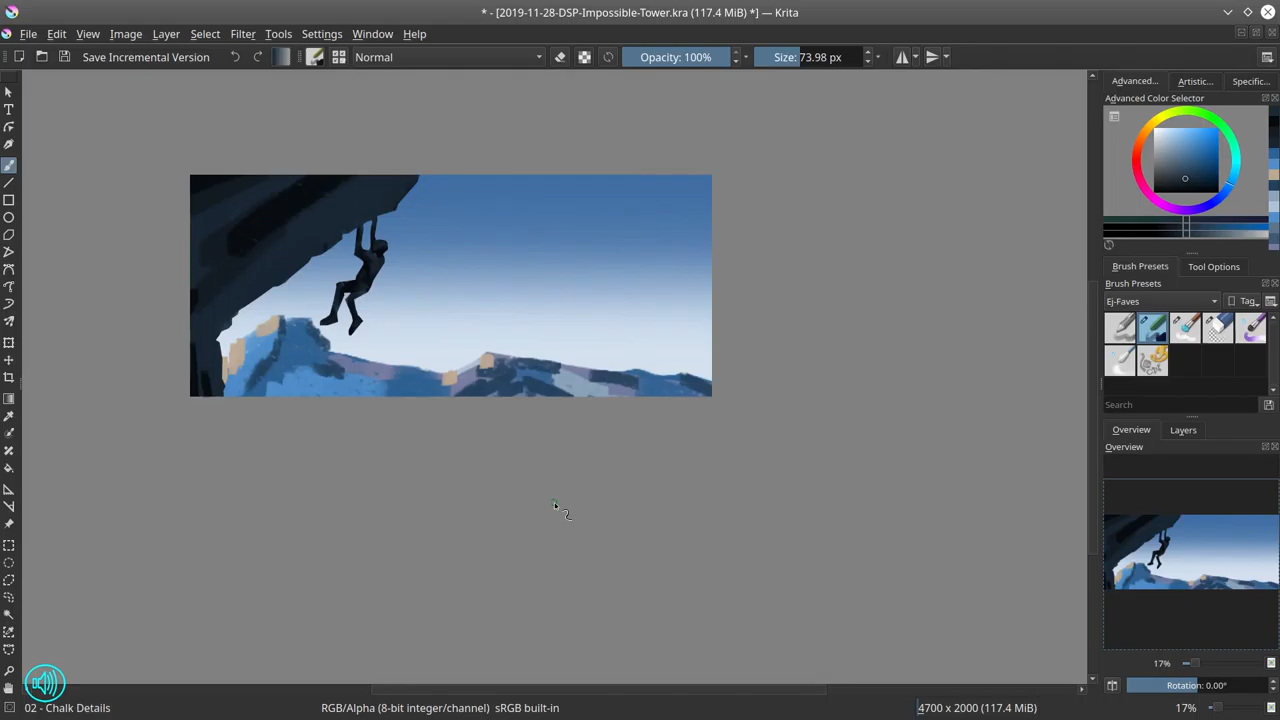 * - [2019-11-28-DSP-Impossible-Tower.kra (117.4 MiB) *] — Krita
File Edit View Image Layer Select Filter Tools Settings Window Help
Save Incremental Version Normal Opacity: 100% Size: 73.98 px
Advanced... Artistic... Specific...
Advanced Color Selector
Brush Presets Tool Options
Brush Presets
Ej-Faves Tag
Search
Overview Layers
Overview
17%
Rotation: 0.00°
02 - Chalk Details RGB/Alpha (8-bit integer/channel) sRGB built-in 4700 x 2000 (117.4 MiB) 17%